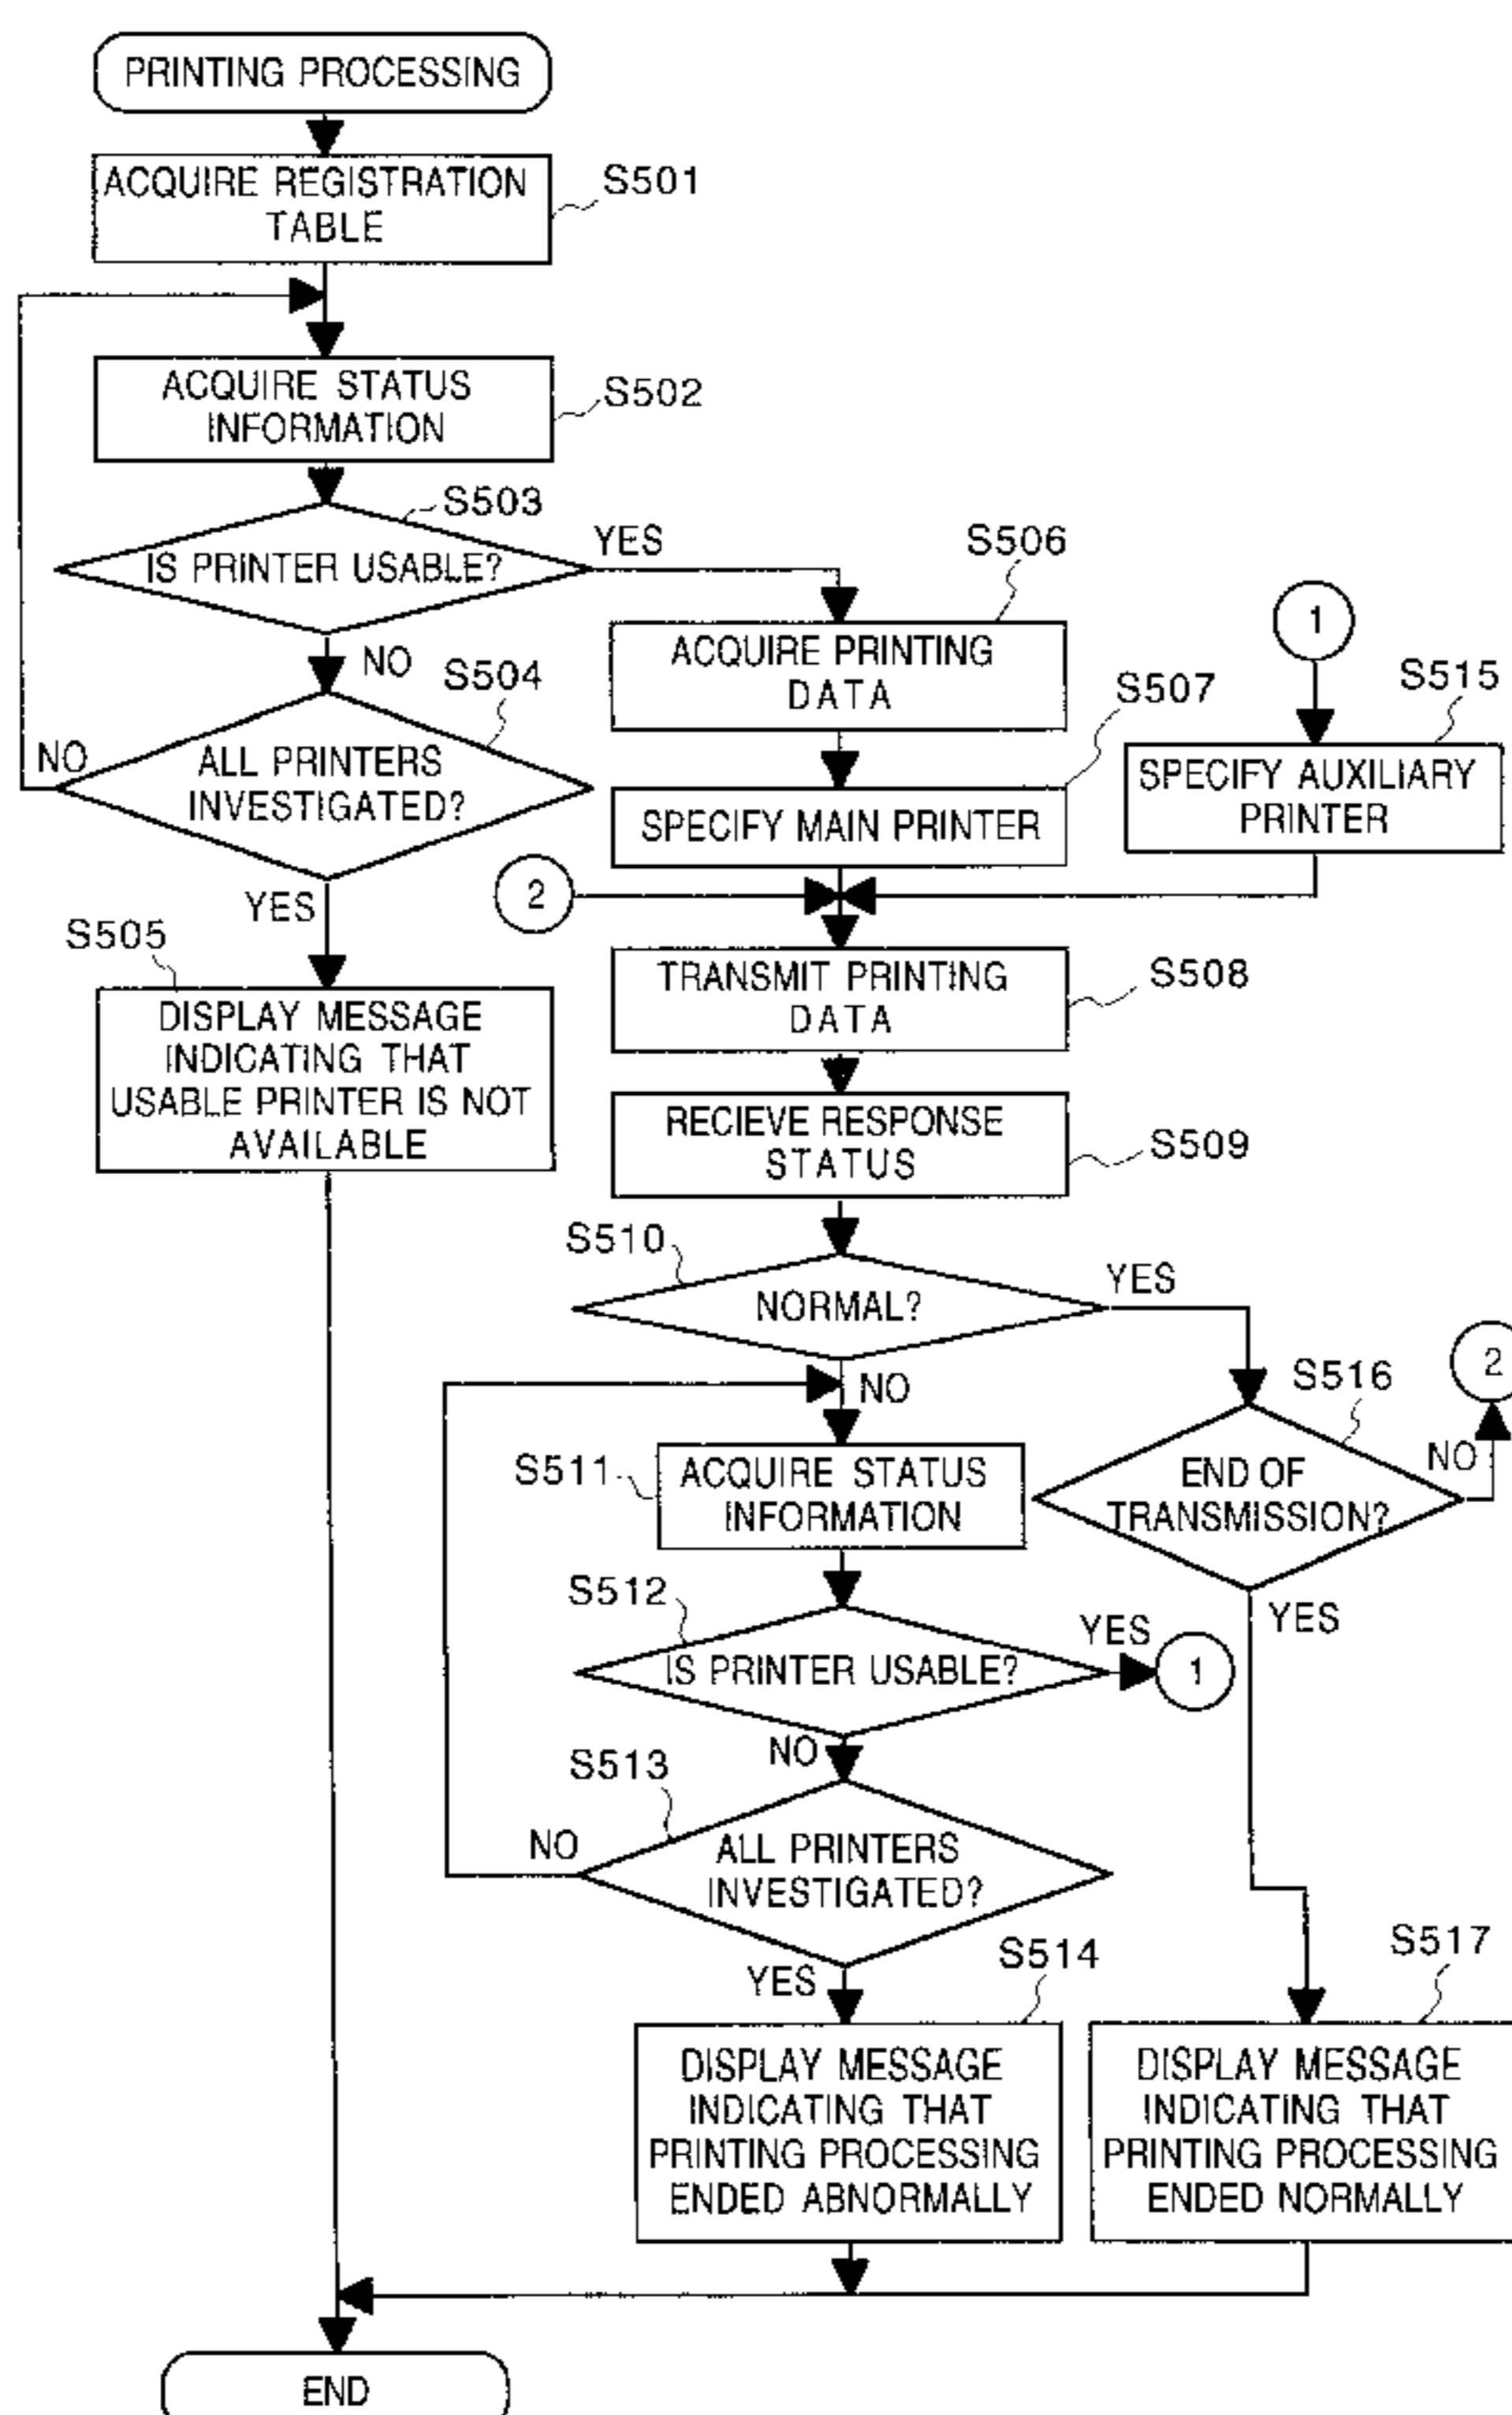 PRINTING PROCESSING
ACQUIRE REGISTRATION
TABLE
S501
ACQUIRE STATUS
INFORMATION
S502
S503
IS PRINTER USABLE?
YES
NO
S504
ALL PRINTERS
INVESTIGATED?
NO
YES
S505
DISPLAY MESSAGE
INDICATING THAT
USABLE PRINTER IS NOT
AVAILABLE
S506
ACQUIRE PRINTING
DATA
S507
SPECIFY MAIN PRINTER
1
S515
SPECIFY AUXILIARY
PRINTER
2
TRANSMIT PRINTING
DATA
S508
RECIEVE RESPONSE
STATUS
S509
S510
NORMAL?
YES
NO
S511
ACQUIRE STATUS
INFORMATION
S516
END OF
TRANSMISSION?
NO
2
YES
S512
IS PRINTER USABLE?
YES
1
NO
S513
ALL PRINTERS
INVESTIGATED?
NO
YES
S514
DISPLAY MESSAGE
INDICATING THAT
PRINTING PROCESSING
ENDED ABNORMALLY
S517
DISPLAY MESSAGE
INDICATING THAT
PRINTING PROCESSING
ENDED NORMALLY
END